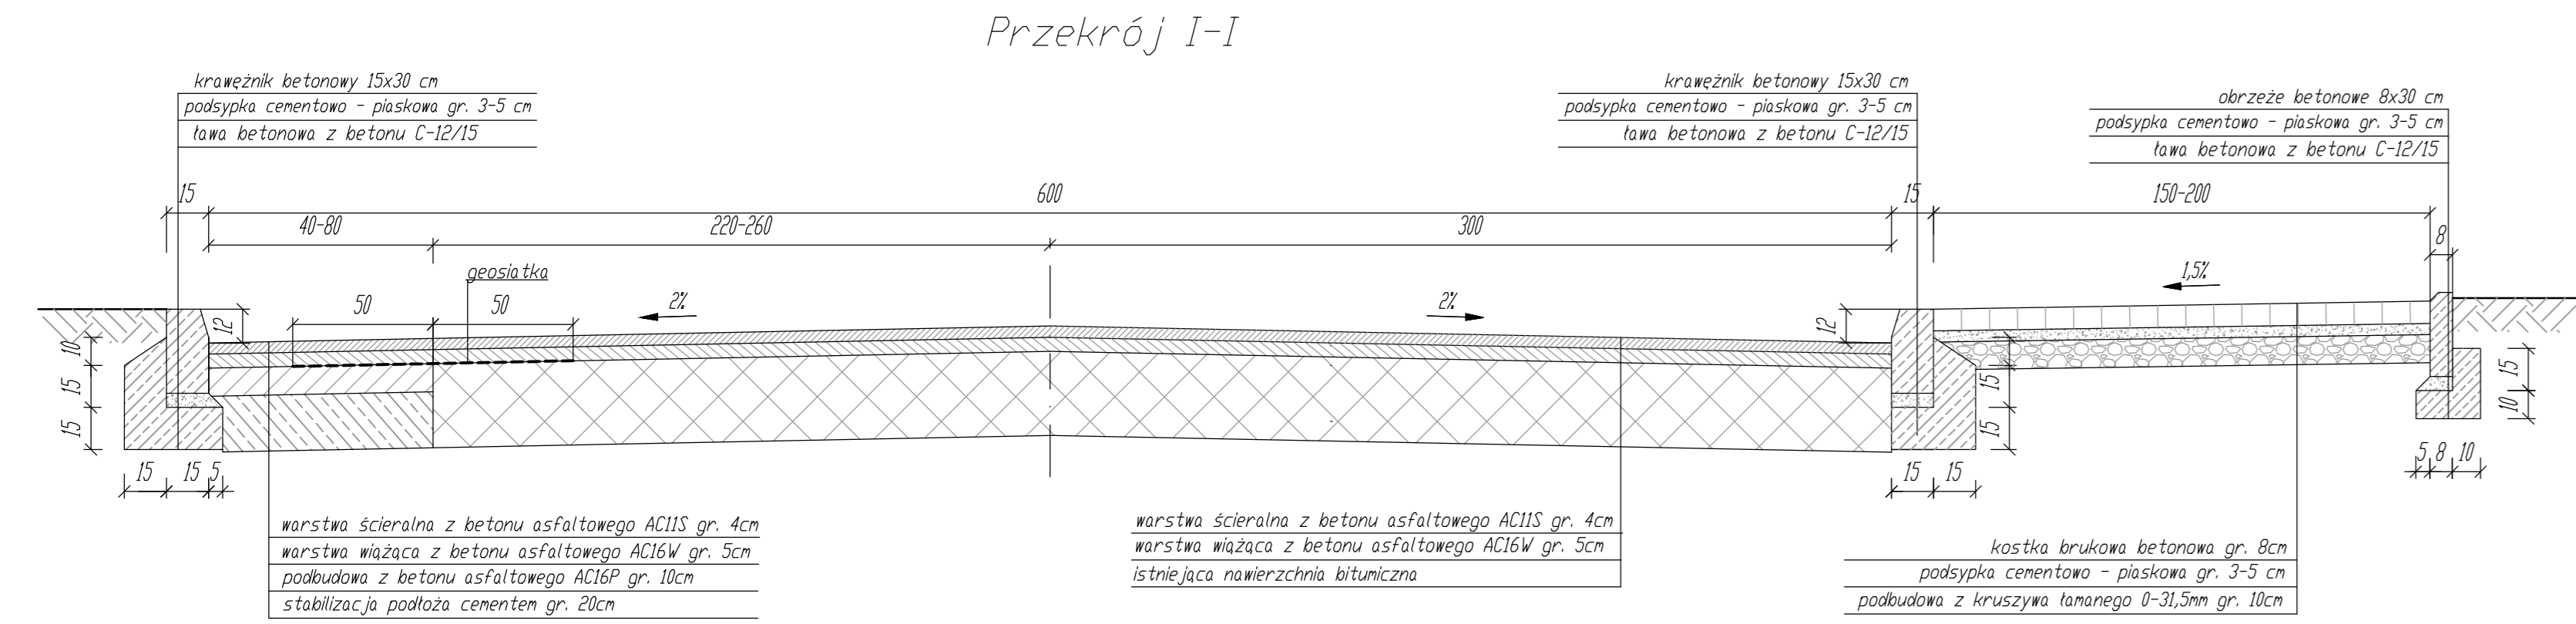 Przekrój I-I
krawężnik betonowy 15x30 cm
podsypka cementowo - piaskowa gr. 3-5 cm
ława betonowa z betonu C-12/15
krawężnik betonowy 15x30 cm
podsypka cementowo - piaskowa gr. 3-5 cm
ława betonowa z betonu C-12/15
obrzeże betonowe 8x30 cm
podsypka cementowo - piaskowa gr. 3-5 cm
ława betonowa z betonu C-12/15
15
600
15
150-200
40-80
220-260
300
8
geosiatka
50
50
2%
2%
1,5%
12
12
10
15
15
15
15
15
10
15
15
5
15
15
5
8
10
warstwa ścieralna z betonu asfaltowego AC11S gr. 4cm
warstwa wiążąca z betonu asfaltowego AC16W gr. 5cm
podbudowa z betonu asfaltowego AC16P gr. 10cm
stabilizacja podłoża cementem gr. 20cm
warstwa ścieralna z betonu asfaltowego AC11S gr. 4cm
warstwa wiążąca z betonu asfaltowego AC16W gr. 5cm
istniejąca nawierzchnia bitumiczna
kostka brukowa betonowa gr. 8cm
podsypka cementowo - piaskowa gr. 3-5 cm
podbudowa z kruszywa łamanego 0-31,5mm gr. 10cm